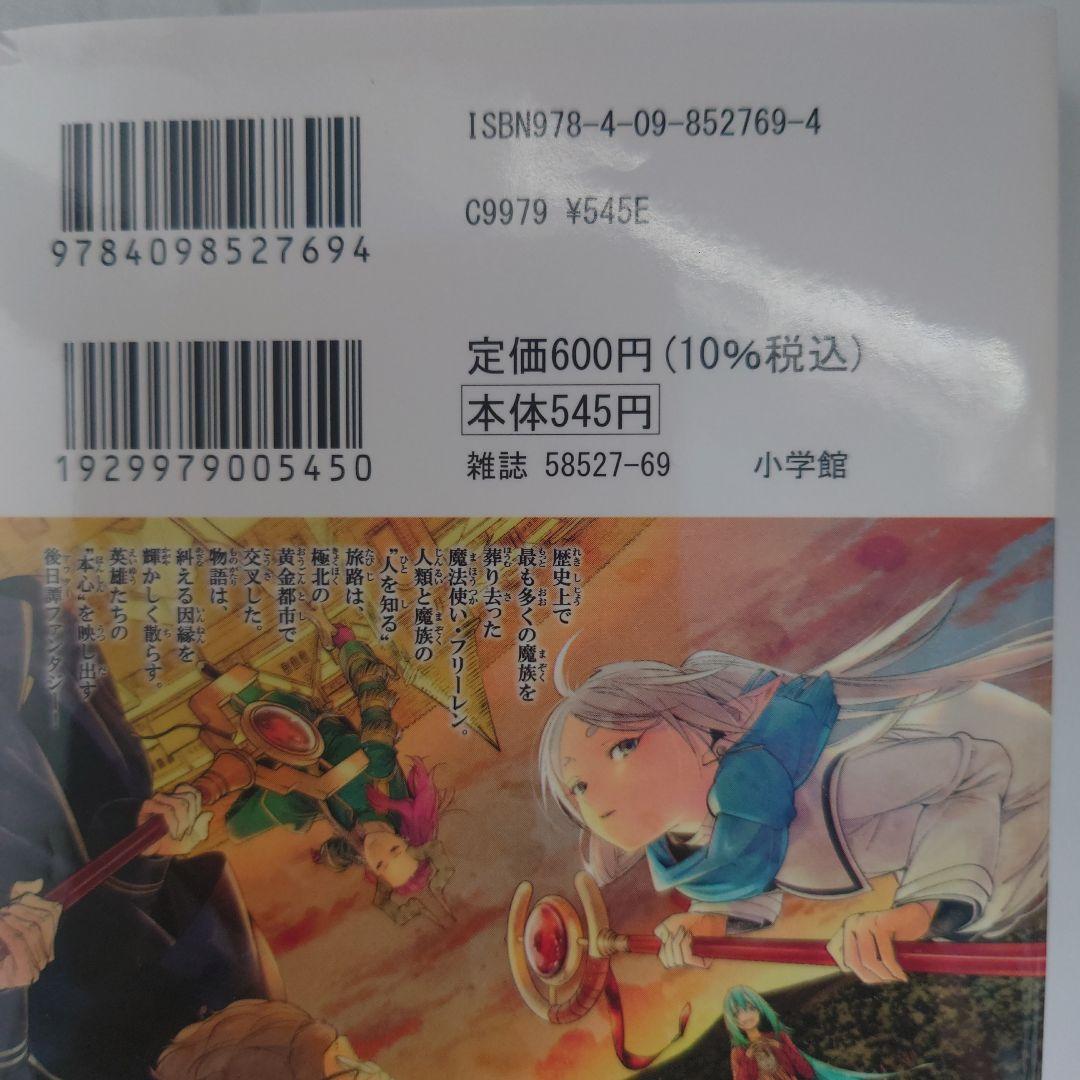 ISBN978-4-09-852769-4
9784098527694
C9979 ¥545E
定価600円(10%税込)
本体545円
1929979005450
雑誌 58527-69 小学館
歴史上で
最も多くの魔族を
葬り去った
魔法使い・フリーレン。
人類と魔族の
“人を知る”
旅路は、
極北の
黄金都市で
交叉した。
物語は、
糾える因縁を
輝かしく散らす。
英雄たちの
“本心”を映し出す
後日譚ファンタジー!